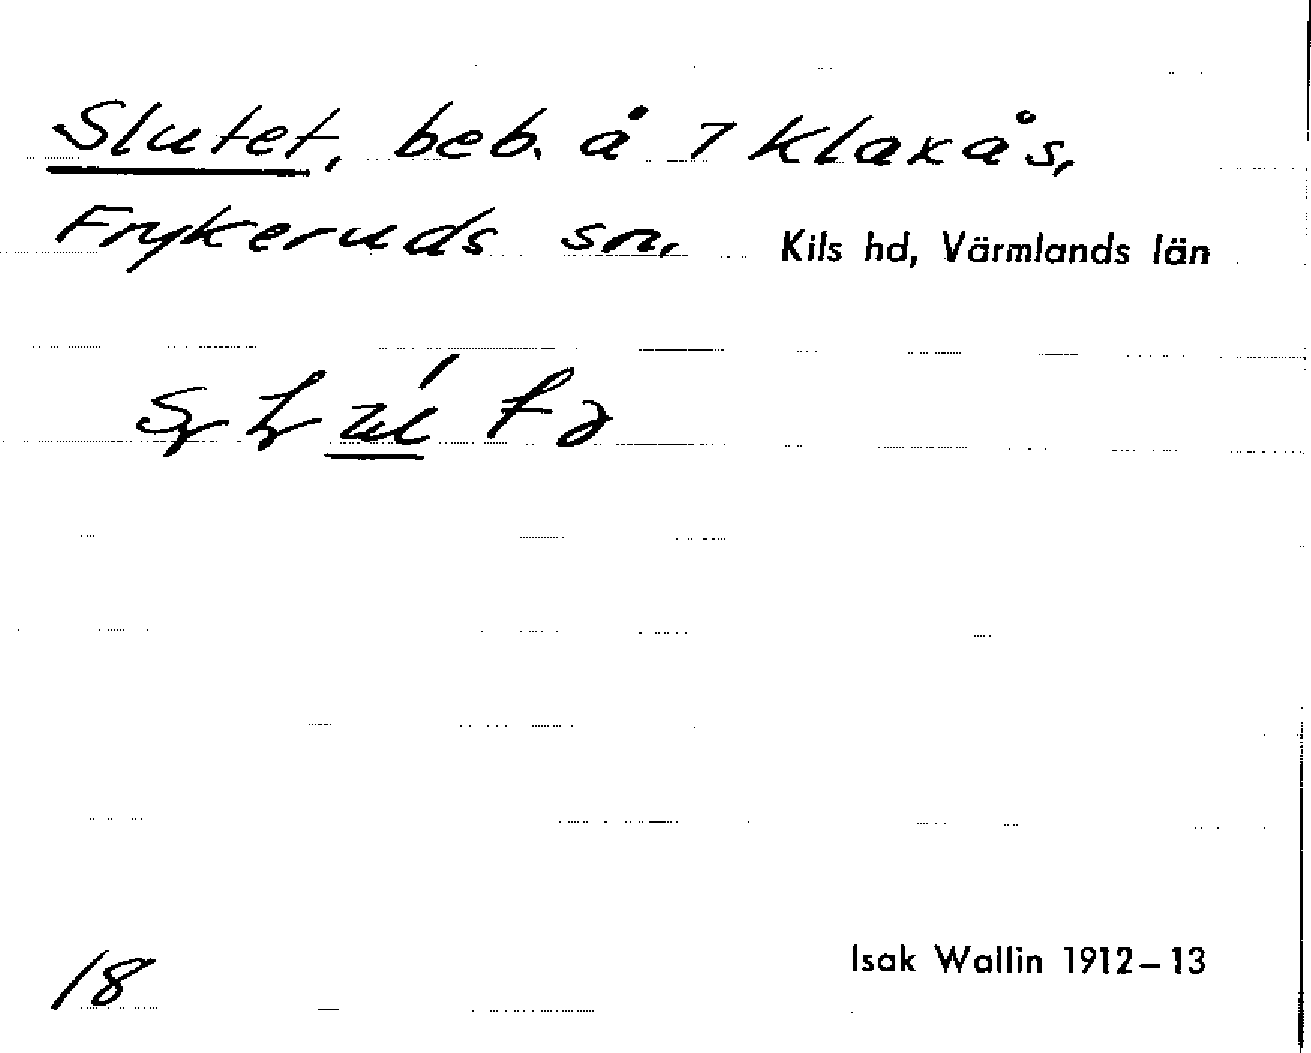 Slutet, beb. å 7 Klakås,
Frykeruds sn. Kils hd, Värmlands län
18
Isak Wallin 1912–13